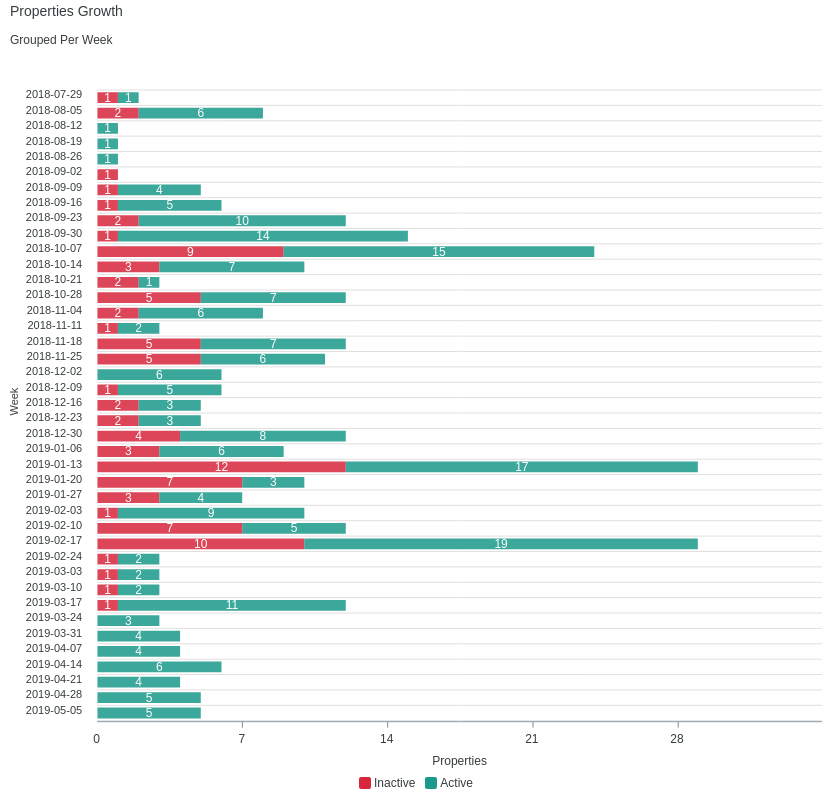 Properties Growth
Grouped Per Week
Week
2018-07-29 1 1
2018-08-05 2 6
2018-08-12 1
2018-08-19 1
2018-08-26 1
2018-09-02 1
2018-09-09 1 4
2018-09-16 1 5
2018-09-23 2 10
2018-09-30 1 14
2018-10-07 9 15
2018-10-14 3 7
2018-10-21 2 1
2018-10-28 5 7
2018-11-04 2 6
2018-11-11 1 2
2018-11-18 5 7
2018-11-25 5 6
2018-12-02 6
2018-12-09 1 5
2018-12-16 2 3
2018-12-23 2 3
2018-12-30 4 8
2019-01-06 3 6
2019-01-13 12 17
2019-01-20 7 3
2019-01-27 3 4
2019-02-03 1 9
2019-02-10 7 5
2019-02-17 10 19
2019-02-24 1 2
2019-03-03 1 2
2019-03-10 1 2
2019-03-17 1 11
2019-03-24 3
2019-03-31 4
2019-04-07 4
2019-04-14 6
2019-04-21 4
2019-04-28 5
2019-05-05 5
0 7 14 21 28
Properties
Inactive Active